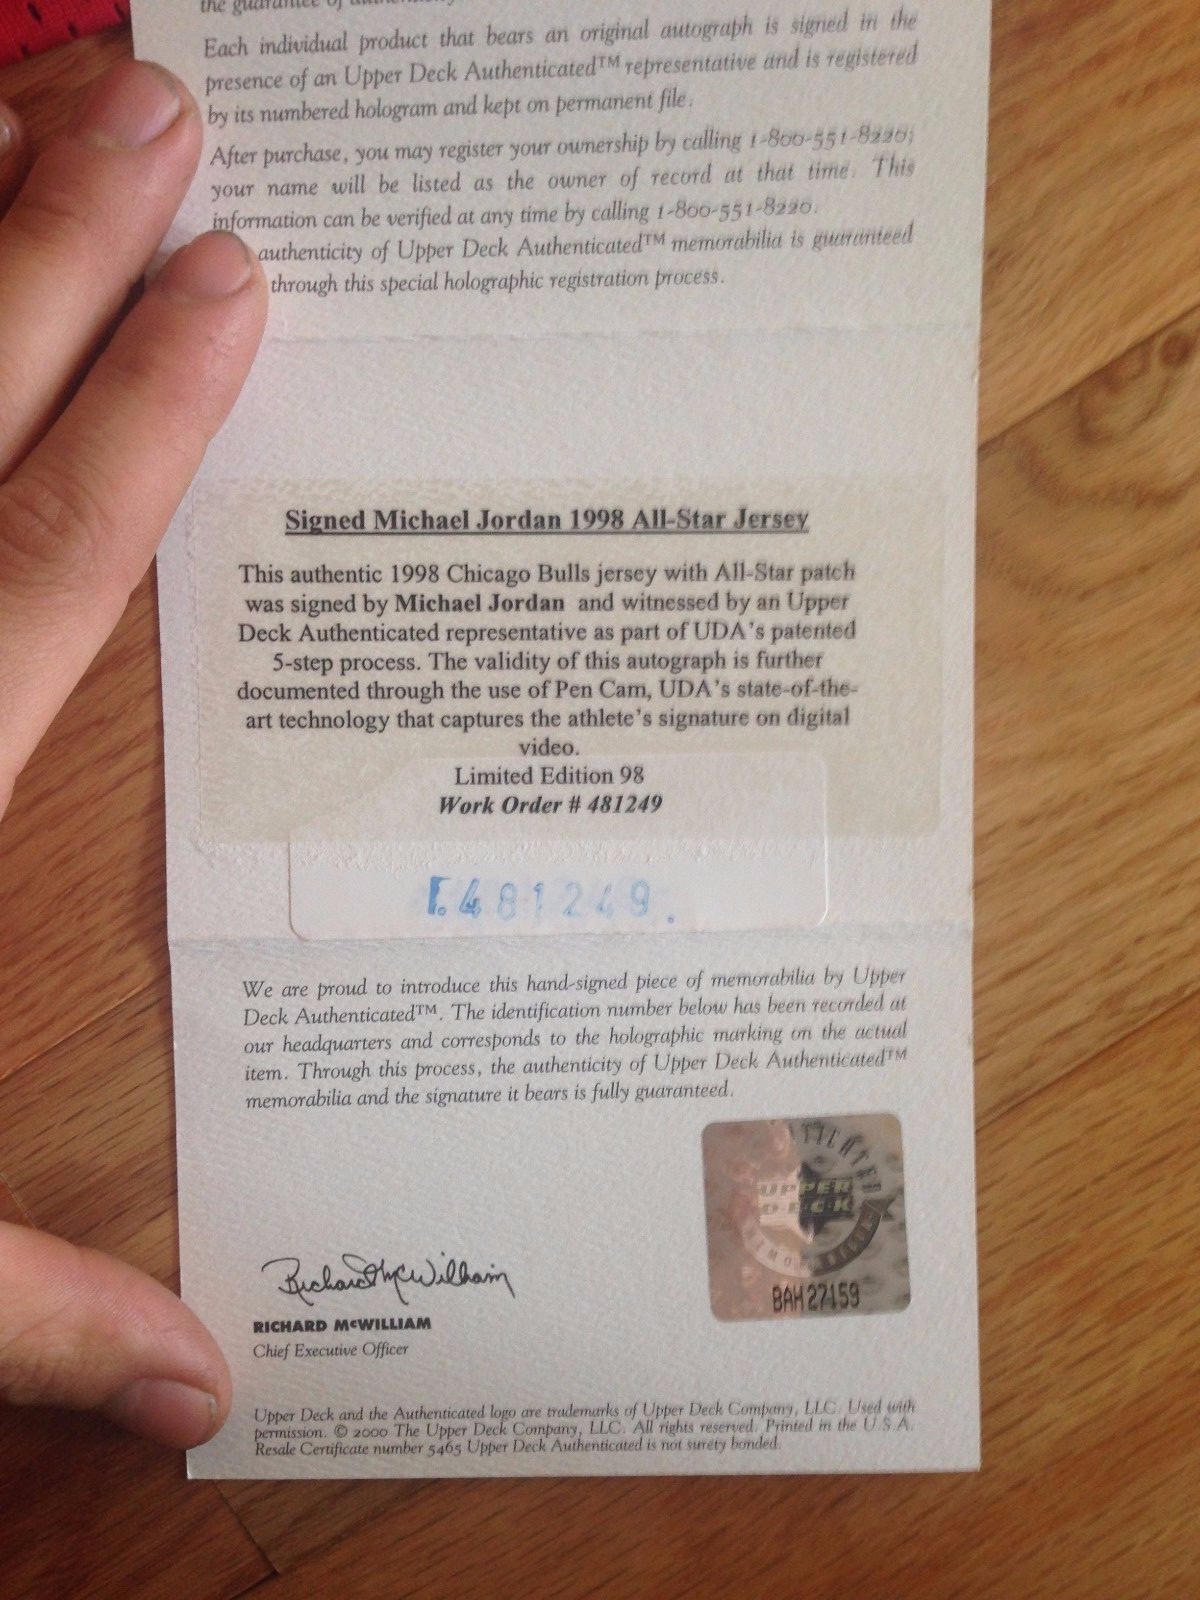 the guarantee of
Each individual product that bears an original autograph is signed in the
presence of an Upper Deck Authenticated™ representative and is registered
by its numbered hologram and kept on permanent file.
After purchase, you may register your ownership by calling 1-800-551-8220;
your name will be listed as the owner of record at that time. This
information can be verified at any time by calling 1-800-551-8220.
authenticity of Upper Deck Authenticated™ memorabilia is guaranteed
through this special holographic registration process.
Signed Michael Jordan 1998 All-Star Jersey
This authentic 1998 Chicago Bulls jersey with All-Star patch
was signed by Michael Jordan and witnessed by an Upper
Deck Authenticated representative as part of UDA's patented
5-step process. The validity of this autograph is further
documented through the use of Pen Cam, UDA's state-of-the-
art technology that captures the athlete's signature on digital
video.
Limited Edition 98
Work Order # 481249
481249.
We are proud to introduce this hand-signed piece of memorabilia by Upper
Deck Authenticated™. The identification number below has been recorded at
our headquarters and corresponds to the holographic marking on the actual
item. Through this process, the authenticity of Upper Deck Authenticated™
memorabilia and the signature it bears is fully guaranteed.
UPPER
DECK
BAH27159
Richard McWilliam
RICHARD McWILLIAM
Chief Executive Officer
Upper Deck and the Authenticated logo are trademarks of Upper Deck Company, LLC. Used with
permission. © 2000 The Upper Deck Company, LLC. All rights reserved. Printed in the U.S.A.
Resale Certificate number 5465 Upper Deck Authenticated is not surety bonded.